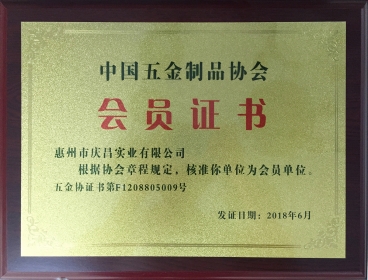 中国五金制品协会
会员证书
惠州市庆昌实业有限公司
根据协会章程规定，核准你单位为会员单位。
五金协证书第F1208805009号
发证日期：2018年6月